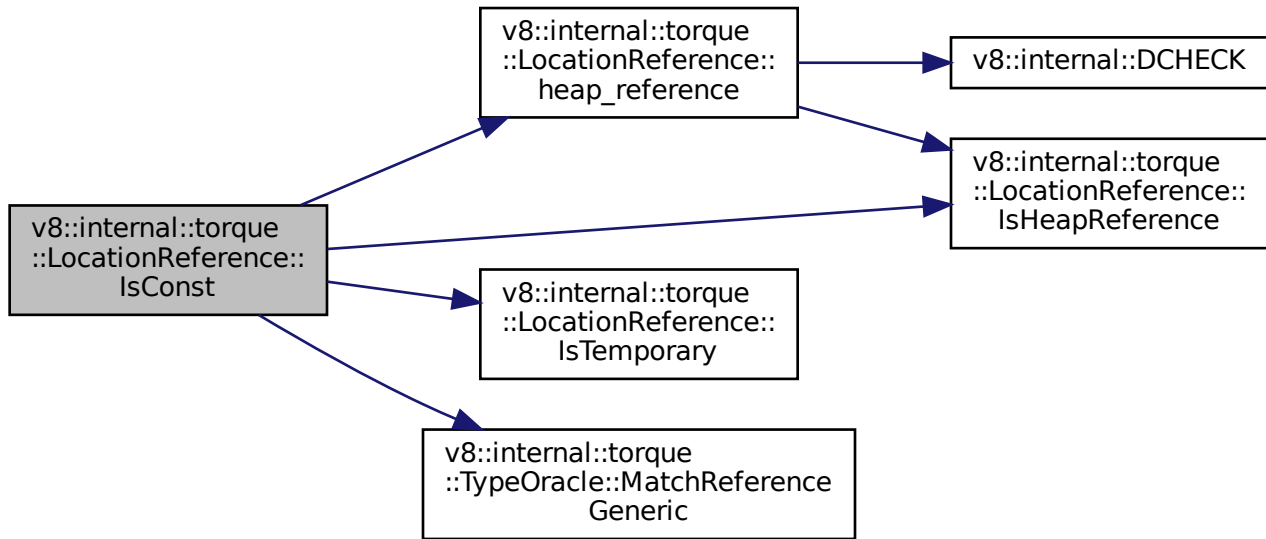 v8::internal::torque
::LocationReference::
heap_reference
v8::internal::DCHECK
v8::internal::torque
::LocationReference::
IsHeapReference
v8::internal::torque
::LocationReference::
IsConst
v8::internal::torque
::LocationReference::
IsTemporary
v8::internal::torque
::TypeOracle::MatchReference
Generic